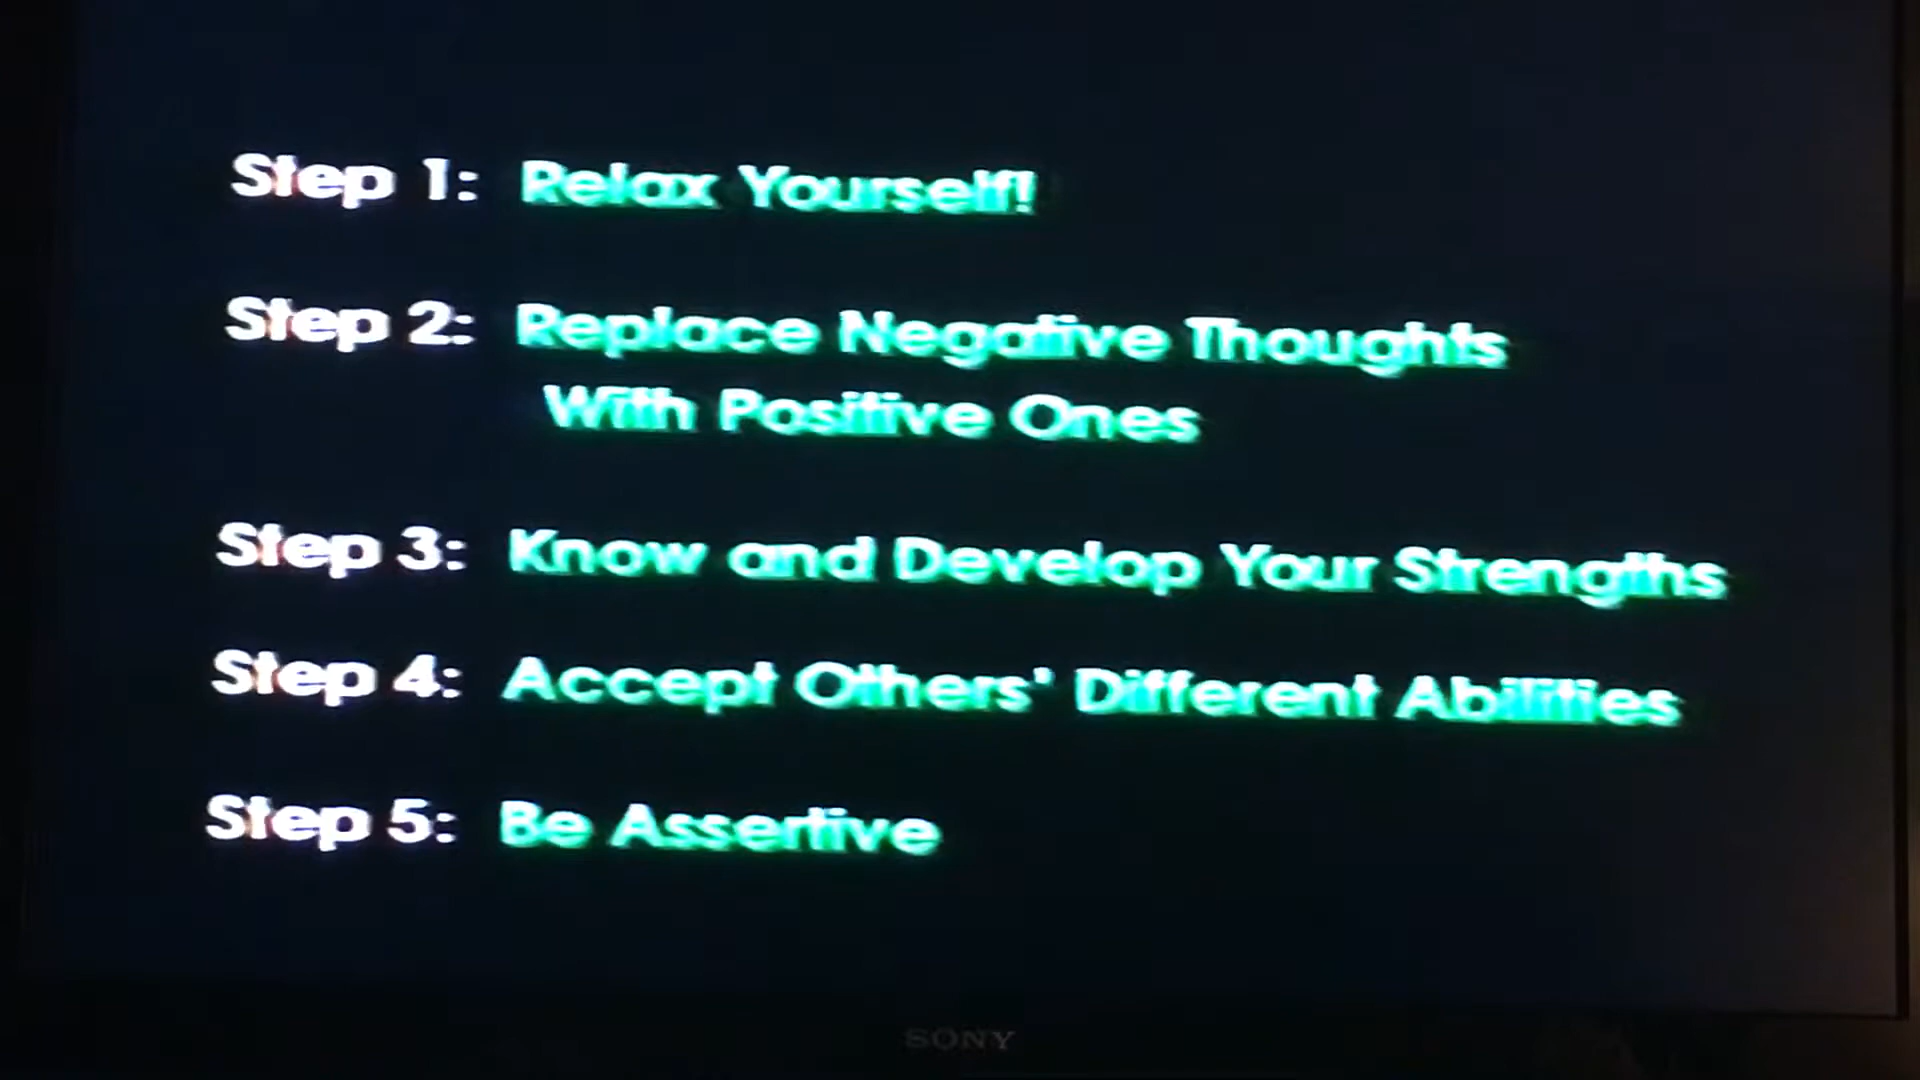 Step 1: Relax Yourself!
Step 2: Replace Negative Thoughts
With Positive Ones
Step 3: Know and Develop Your Strengths
Step 4: Accept Others' Different Abilities
Step 5: Be Assertive
SONY